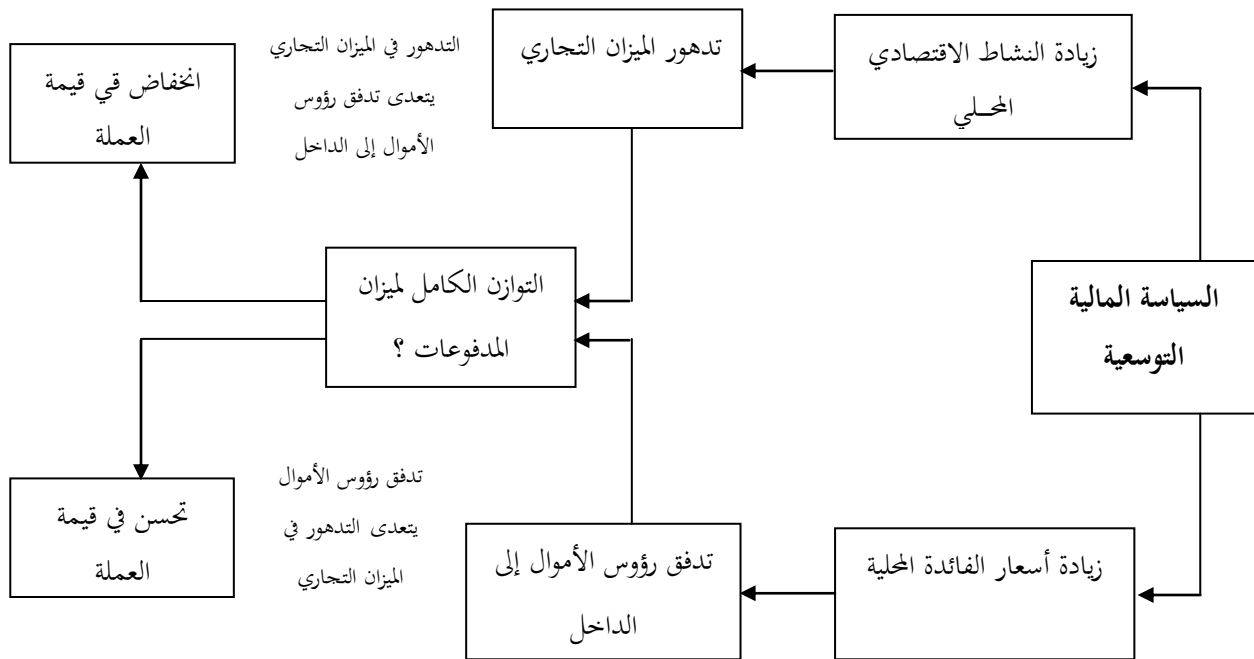 زيادة النشاط الاقتصادي
المحـــلي
تدهور الميزان التجاري
التدهور في الميزان التجاري
يتعدى تدفق رؤوس
الأموال إلى الداخل
انخفاض قي قيمة
العملة
السياسة المالية
التوسعية
التوازن الكامل لميزان
المدفوعات ؟
زيادة أسعار الفائدة المحلية
تدفق رؤوس الأموال إلى
الداخل
تدفق رؤوس الأموال
يتعدى التدهور في
الميزان التجاري
تحسن في قيمة
العملة